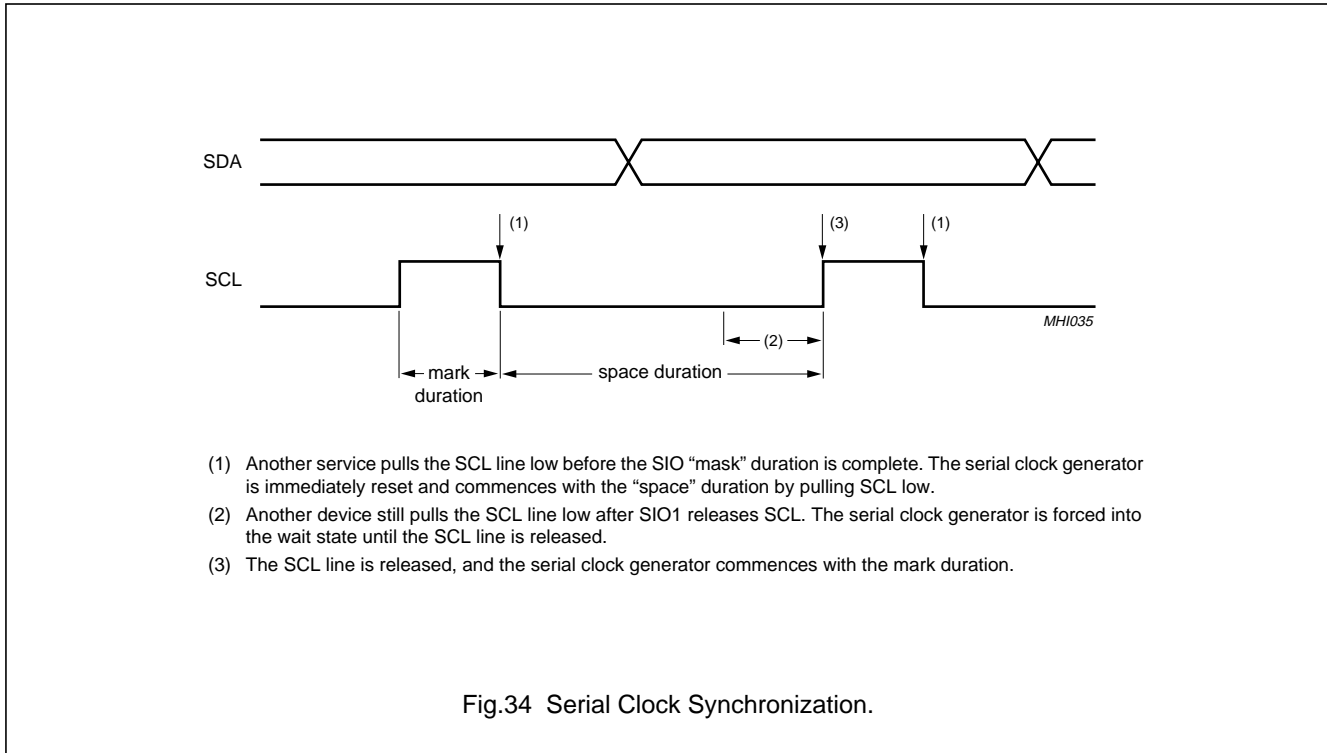 SDA
(1)
(3)
(1)
SCL
MHI035
(2)
mark
duration
space duration
(1) Another service pulls the SCL line low before the SIO “mask” duration is complete. The serial clock generator
is immediately reset and commences with the “space” duration by pulling SCL low.
(2) Another device still pulls the SCL line low after SIO1 releases SCL. The serial clock generator is forced into
the wait state until the SCL line is released.
(3) The SCL line is released, and the serial clock generator commences with the mark duration.
Fig.34 Serial Clock Synchronization.